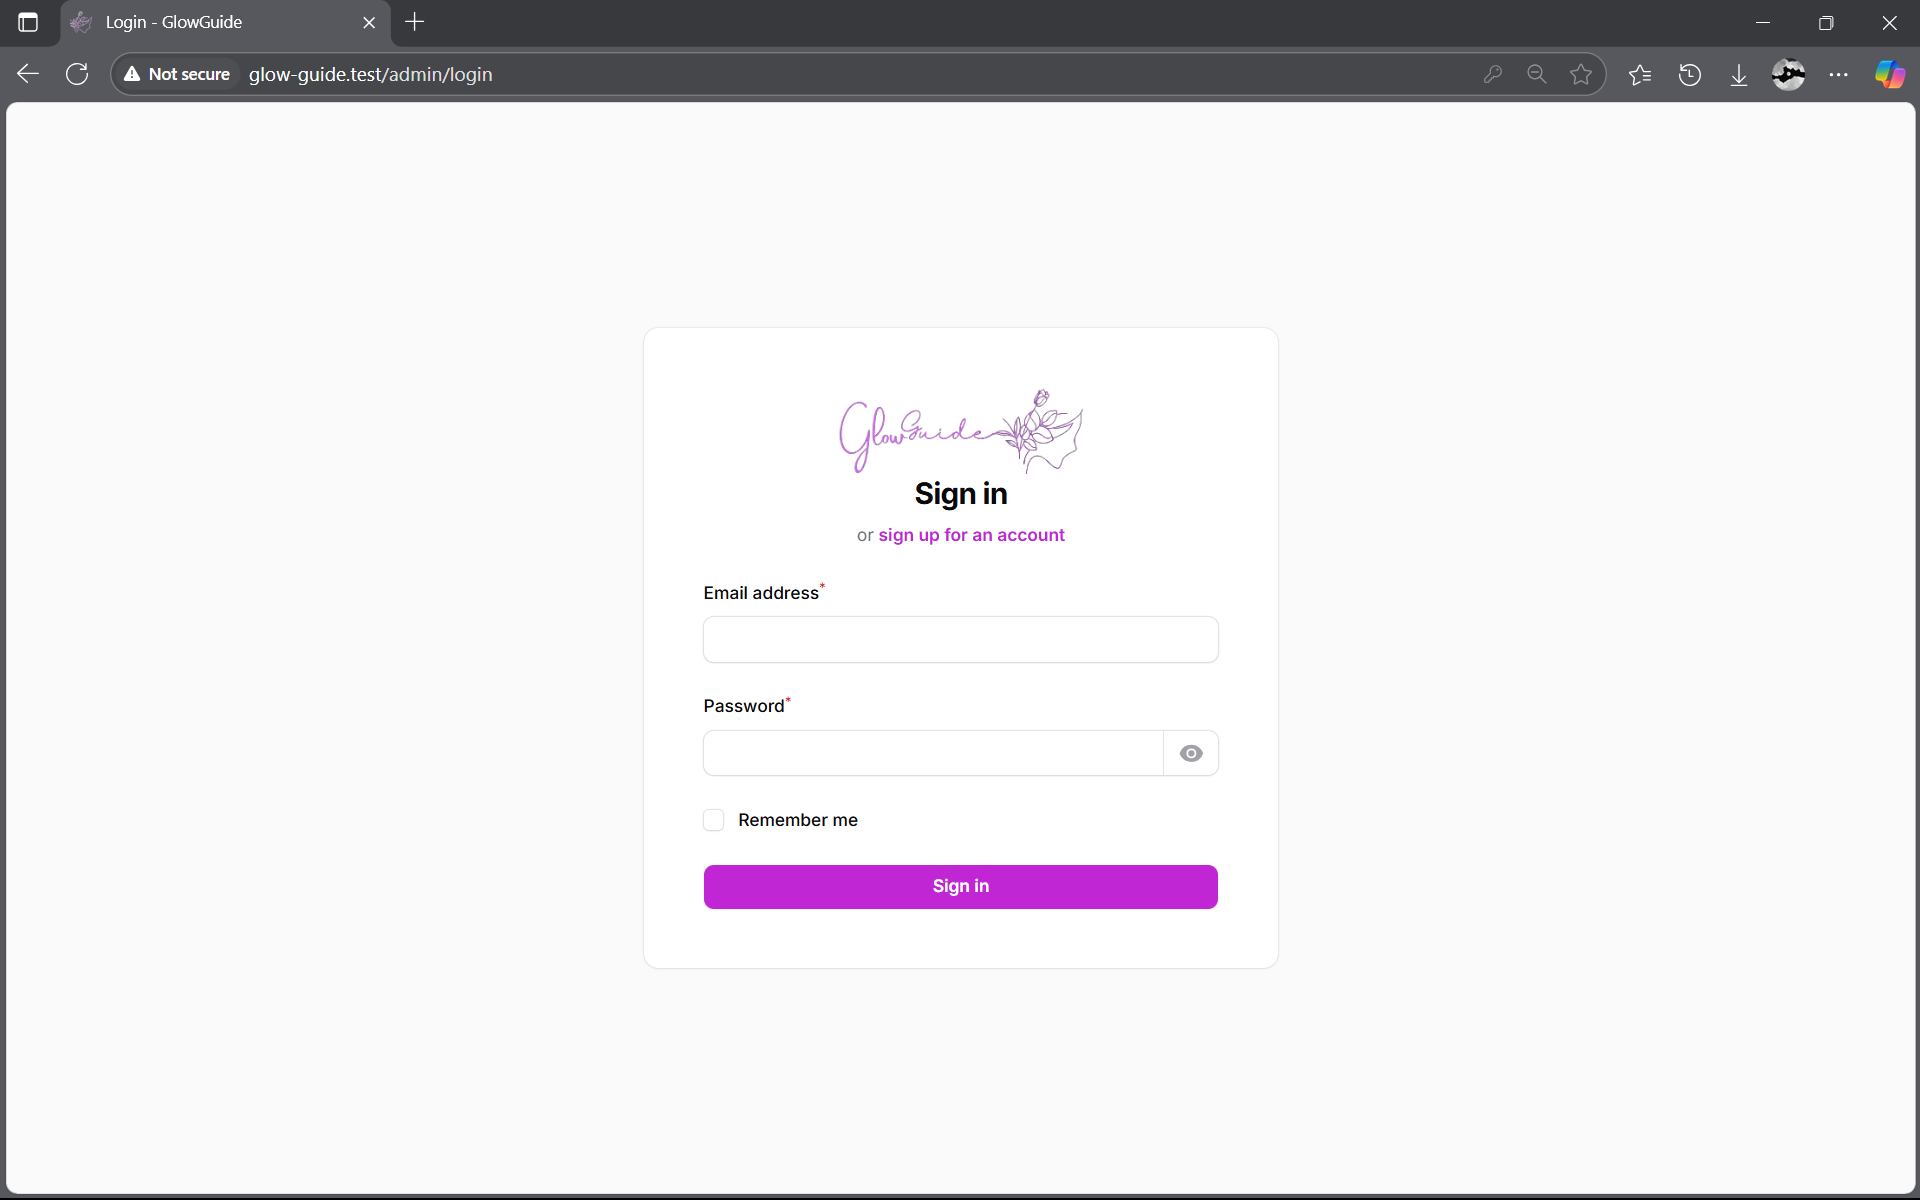 Login - GlowGuide
Not secure glow-guide.test/admin/login
GlowGuide
Sign in
or sign up for an account
Email address*
Password*
Remember me
Sign in